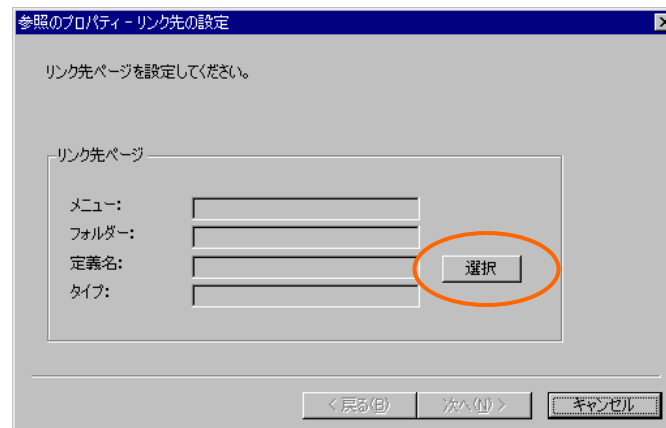 参照のプロパティ - リンク先の設定
リンク先ページを設定してください。
リンク先ページ
メニュー:
フォルダー:
定義名:
選択
タイプ:
< 戻る(B)
次へ(N) >
キャンセル